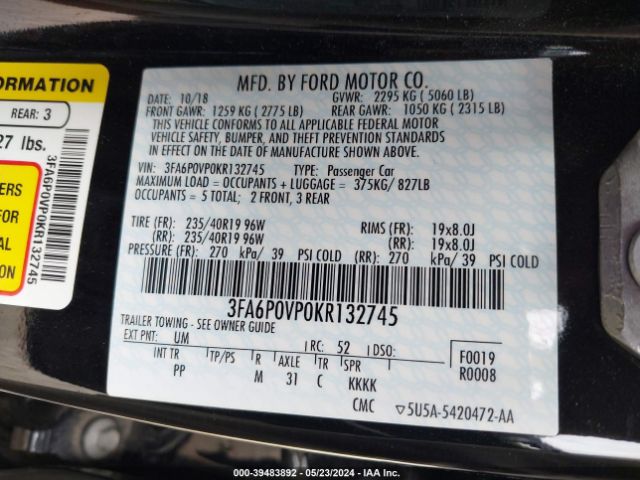 ORMATION
REAR: 3
27 lbs.
ERS
FOR
AL
ION
3FA6P0VP0KR132745
MFD. BY FORD MOTOR CO.
DATE: 10/18 GVWR: 2295 KG ( 5060 LB)
FRONT GAWR: 1259 KG ( 2775 LB) REAR GAWR: 1050 KG ( 2315 LB)
THIS VEHICLE CONFORMS TO ALL APPLICABLE FEDERAL MOTOR
VEHICLE SAFETY, BUMPER, AND THEFT PREVENTION STANDARDS
IN EFFECT ON THE DATE OF MANUFACTURE SHOWN ABOVE.
VIN: 3FA6P0VP0KR132745 TYPE: Passenger Car
MAXIMUM LOAD = OCCUPANTS + LUGGAGE = 375KG/ 827LB
OCCUPANTS = 5 TOTAL; 2 FRONT, 3 REAR
TIRE (FR): 235/40R19 96W RIMS (FR): 19x8.0J
(RR): 235/40R19 96W (RR): 19x8.0J
PRESSURE (FR): 270 kPa/ 39 PSI COLD (RR): 270 kPa/ 39 PSI COLD
3FA6P0VP0KR132745
TRAILER TOWING - SEE OWNER GUIDE
EXT PNT: UM RC: 52 DSO:
INT TR TP/PS R AXLE TR SPR
PP M 31 C KKKK
F0019
R0008
CMC ▽5U5A-5420472-AA
000-39483892 - 05/23/2024 - IAA Inc.